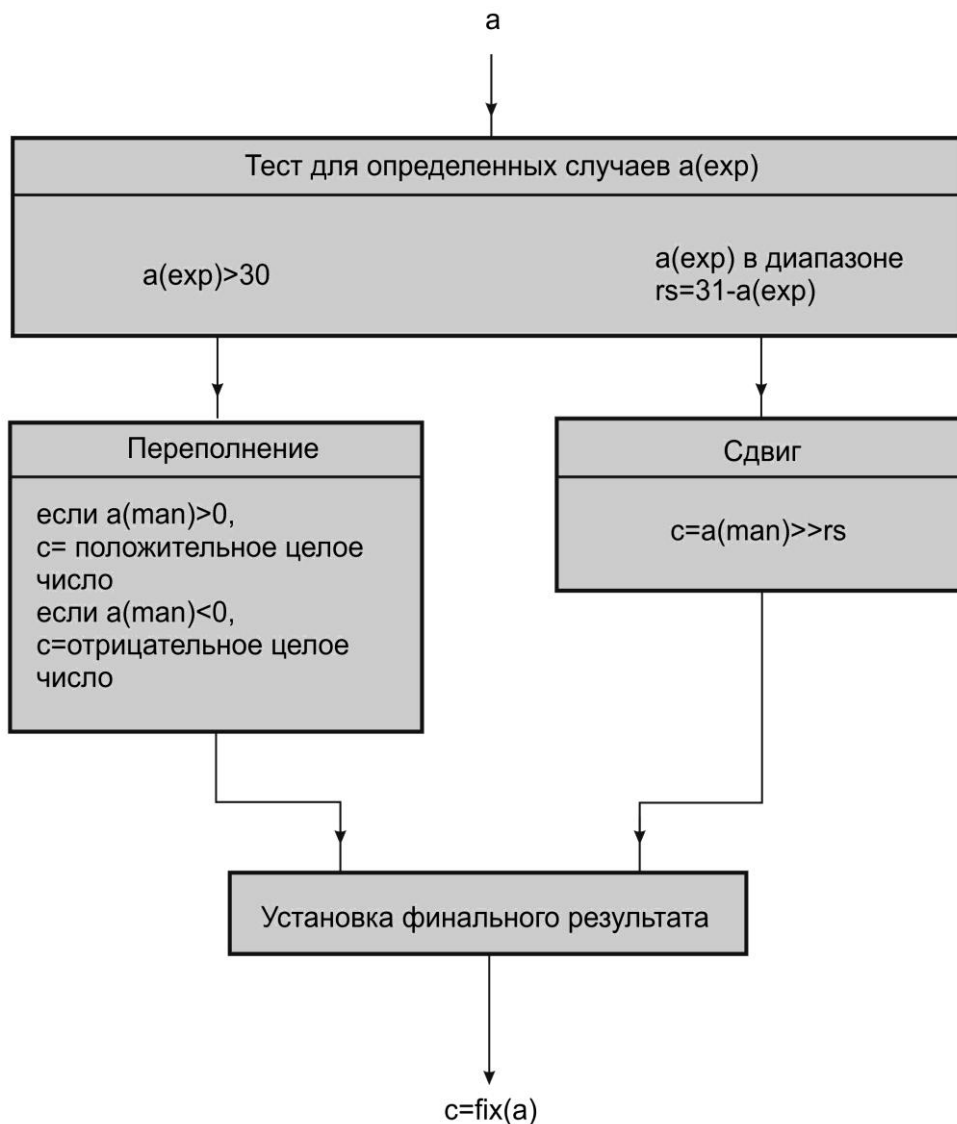 a
Тест для определенных случаев a(exp)
a(exp)>30
a(exp) в диапазоне
rs=31-a(exp)
Переполнение
если a(man)>0,
c= положительное целое
число
если a(man)<0,
c=отрицательное целое
число
Сдвиг
c=a(man)>>rs
Установка финального результата
c=fix(a)